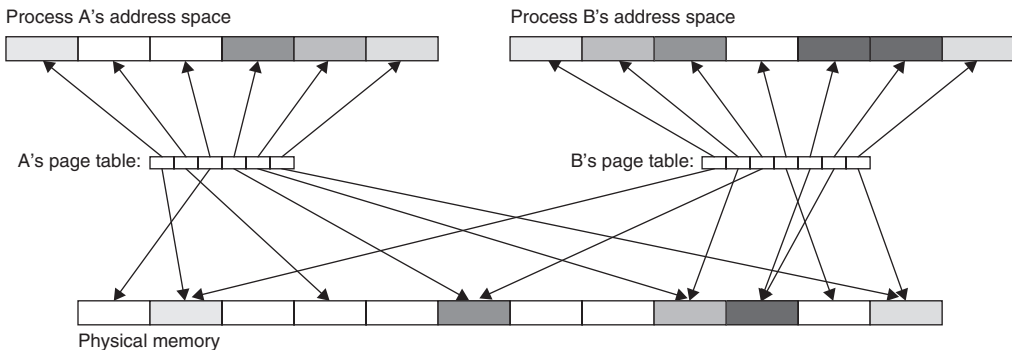 Process A's address space
Process B's address space
A's page table:
B's page table:
Physical memory